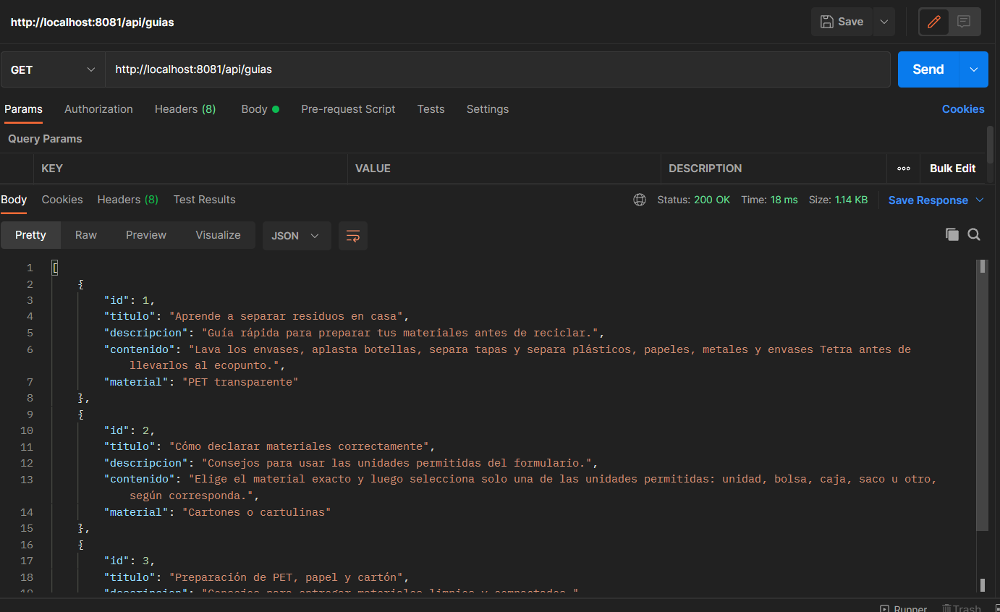 http://localhost:8081/api/guias
Save
GET
http://localhost:8081/api/guias
Send
Params Authorization Headers (8) Body Pre-request Script Tests Settings Cookies
Query Params
KEY VALUE DESCRIPTION Bulk Edit
Body Cookies Headers (8) Test Results Status: 200 OK Time: 18 ms Size: 1.14 KB Save Response
Pretty Raw Preview Visualize JSON
1 [
2 {
3 "id": 1,
4 "titulo": "Aprende a separar residuos en casa",
5 "descripcion": "Guía rápida para preparar tus materiales antes de reciclar.",
6 "contenido": "Lava los envases, aplasta botellas, separa tapas y separa plásticos, papeles, metales y envases Tetra antes de
llevarlos al ecopunto.",
7 "material": "PET transparente"
8 },
9 {
10 "id": 2,
11 "titulo": "Cómo declarar materiales correctamente",
12 "descripcion": "Consejos para usar las unidades permitidas del formulario.",
13 "contenido": "Elige el material exacto y luego selecciona solo una de las unidades permitidas: unidad, bolsa, caja, saco u otro,
según corresponda.",
14 "material": "Cartones o cartulinas"
15 },
16 {
17 "id": 3,
18 "titulo": "Preparación de PET, papel y cartón",
19 "descripcion": "Consejos para entregar materiales limpios y compactados."
Runner Trash